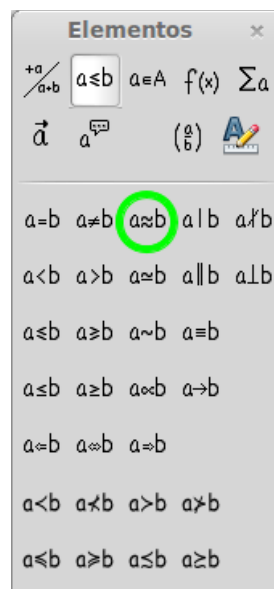 Elementos ×
+a/a+b a≤b a∈A f(x) Σa
a⃗ a (a b)
a=b a≠b a≈b a∣b a∤b
a<b a>b a≃b a∥b a⊥b
a⩽b a⩾b a~b a≡b
a≤b a≥b a∝b a→b
a⇐b a⇔b a⇒b
a≺b a⊀b a≻b a⊁b
a≼b a≽b a≾b a≿b